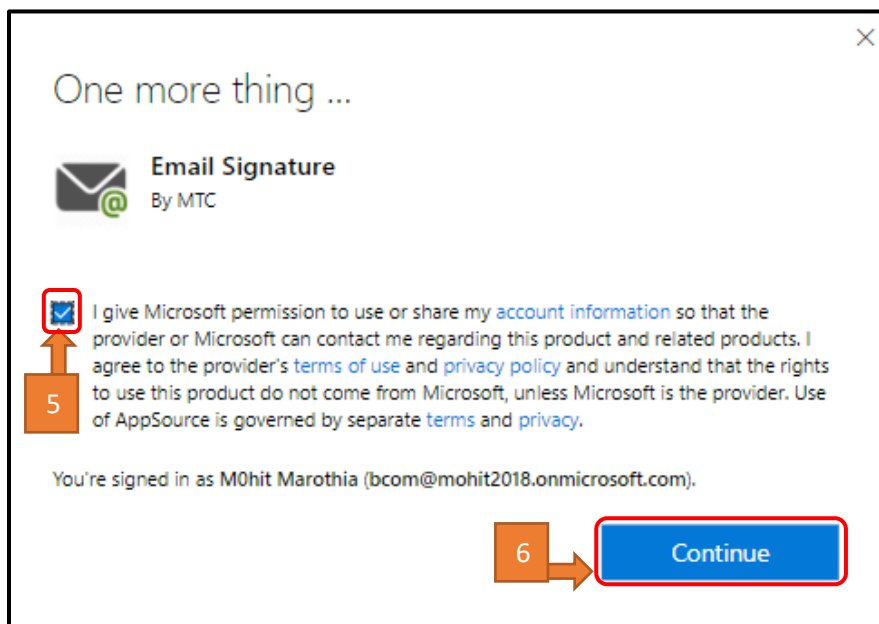 One more thing ...
Email Signature
By MTC
I give Microsoft permission to use or share my account information so that the
provider or Microsoft can contact me regarding this product and related products. I
agree to the provider's terms of use and privacy policy and understand that the rights
to use this product do not come from Microsoft, unless Microsoft is the provider. Use
of AppSource is governed by separate terms and privacy.
5
You're signed in as M0hit Marothia (bcom@mohit2018.onmicrosoft.com).
6
Continue